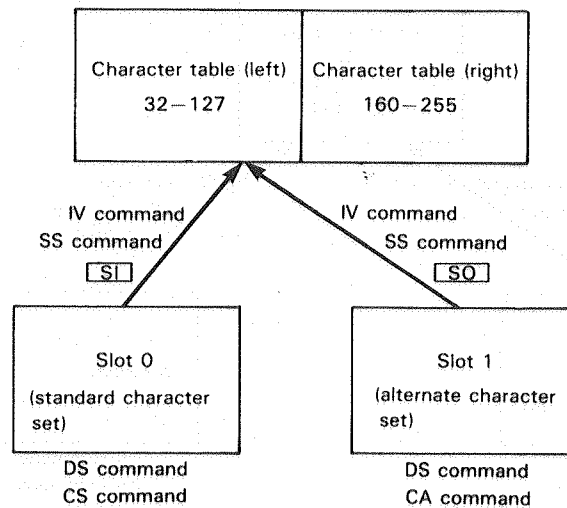 Character table (left)
32–127
Character table (right)
160–255
IV command
SS command
SI
IV command
SS command
SO
Slot 0
(standard character
set)
Slot 1
(alternate character
set)
DS command
CS command
DS command
CA command